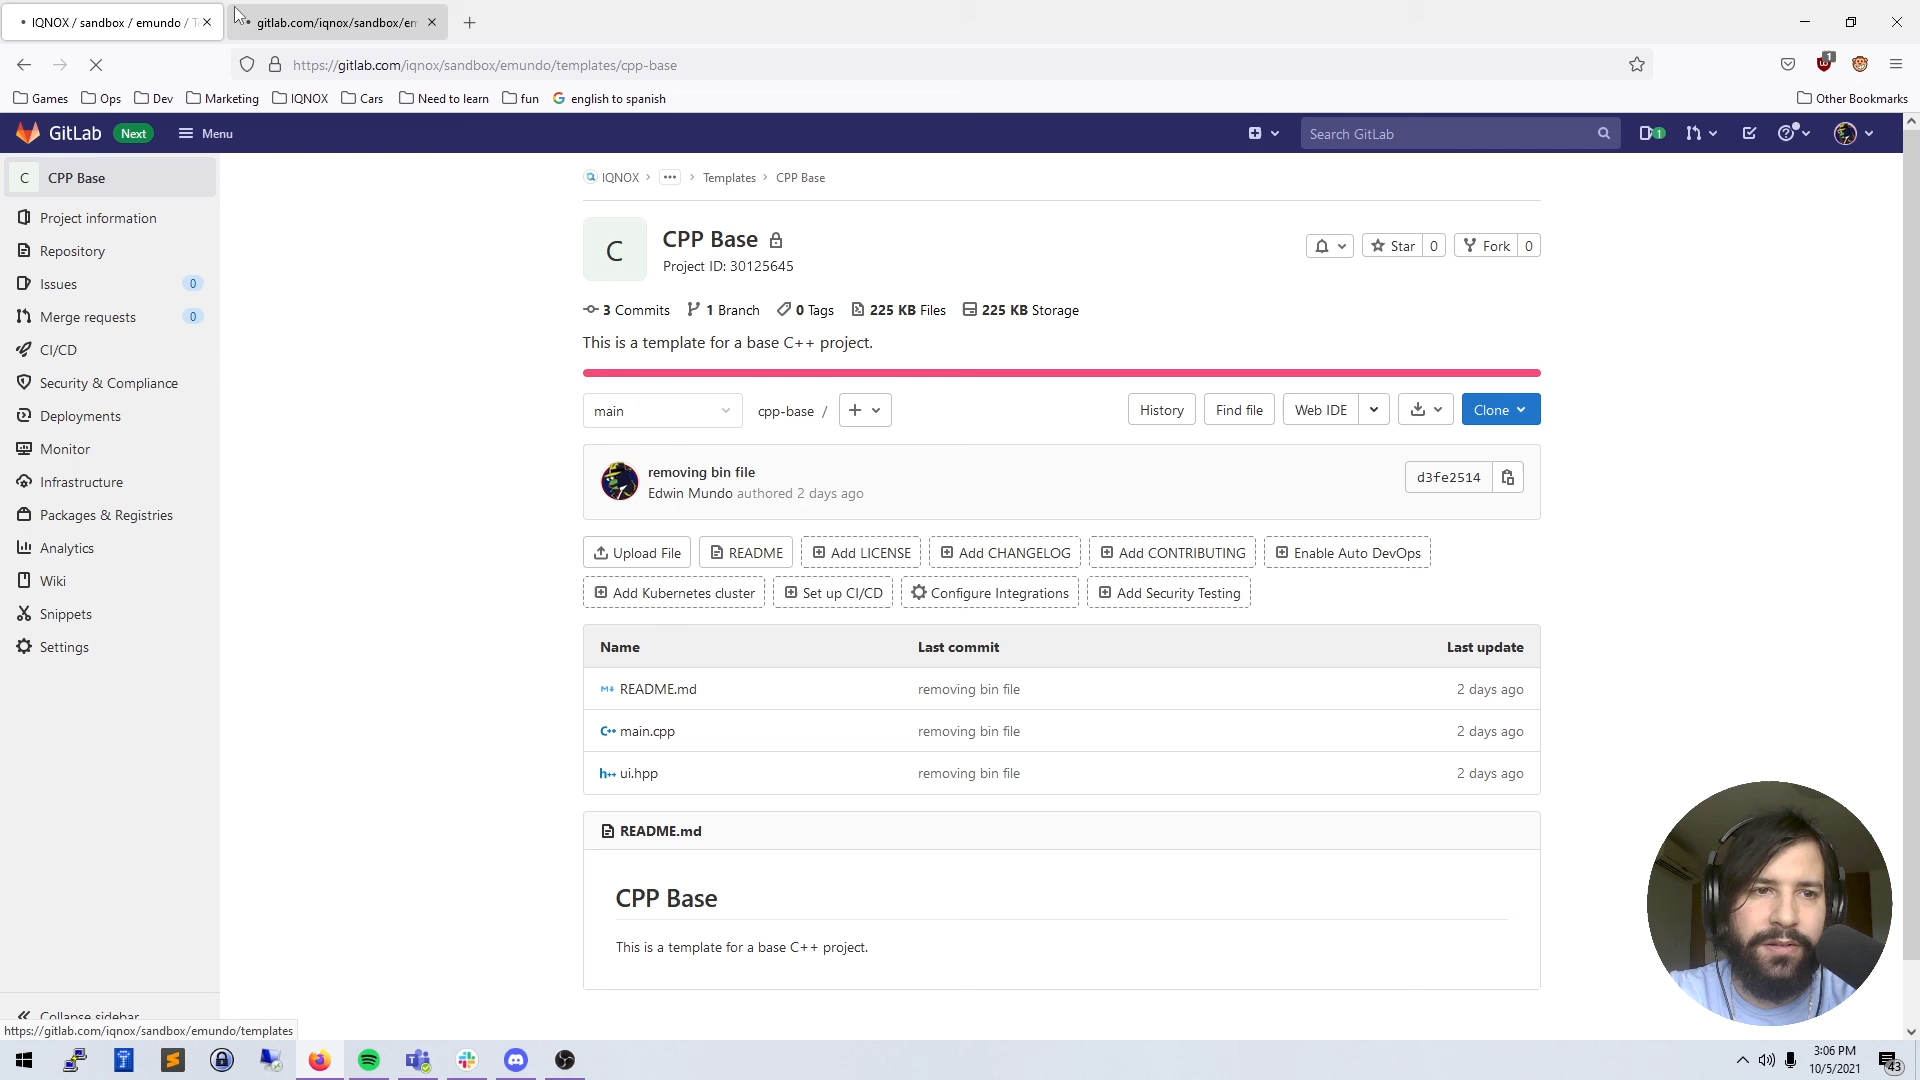 IQNOX / sandbox / emundo / T
gitlab.com/iqnox/sandbox/em
https://gitlab.com/iqnox/sandbox/emundo/templates/cpp-base
1
Games
Ops
Dev
Marketing
IQNOX
Cars
Need to learn
fun
english to spanish
Other Bookmarks
GitLab
Next
Menu
Search GitLab
1
C
CPP Base
Project information
Repository
Issues
0
Merge requests
0
CI/CD
Security & Compliance
Deployments
Monitor
Infrastructure
Packages & Registries
Analytics
Wiki
Snippets
Settings
Collapse sidebar
https://gitlab.com/iqnox/sandbox/emundo/templates
IQNOX > ••• > Templates > CPP Base
C
CPP Base
Project ID: 30125645
Star 0
Fork 0
3 Commits 1 Branch 0 Tags 225 KB Files 225 KB Storage
This is a template for a base C++ project.
main
cpp-base /
History
Find file
Web IDE
Clone
removing bin file
Edwin Mundo authored 2 days ago
d3fe2514
Upload File
README
Add LICENSE
Add CHANGELOG
Add CONTRIBUTING
Enable Auto DevOps
Add Kubernetes cluster
Set up CI/CD
Configure Integrations
Add Security Testing
Name Last commit Last update
README.md removing bin file 2 days ago
C++ main.cpp removing bin file 2 days ago
h++ ui.hpp removing bin file 2 days ago
README.md
CPP Base
This is a template for a base C++ project.
3:06 PM
10/5/2021
43